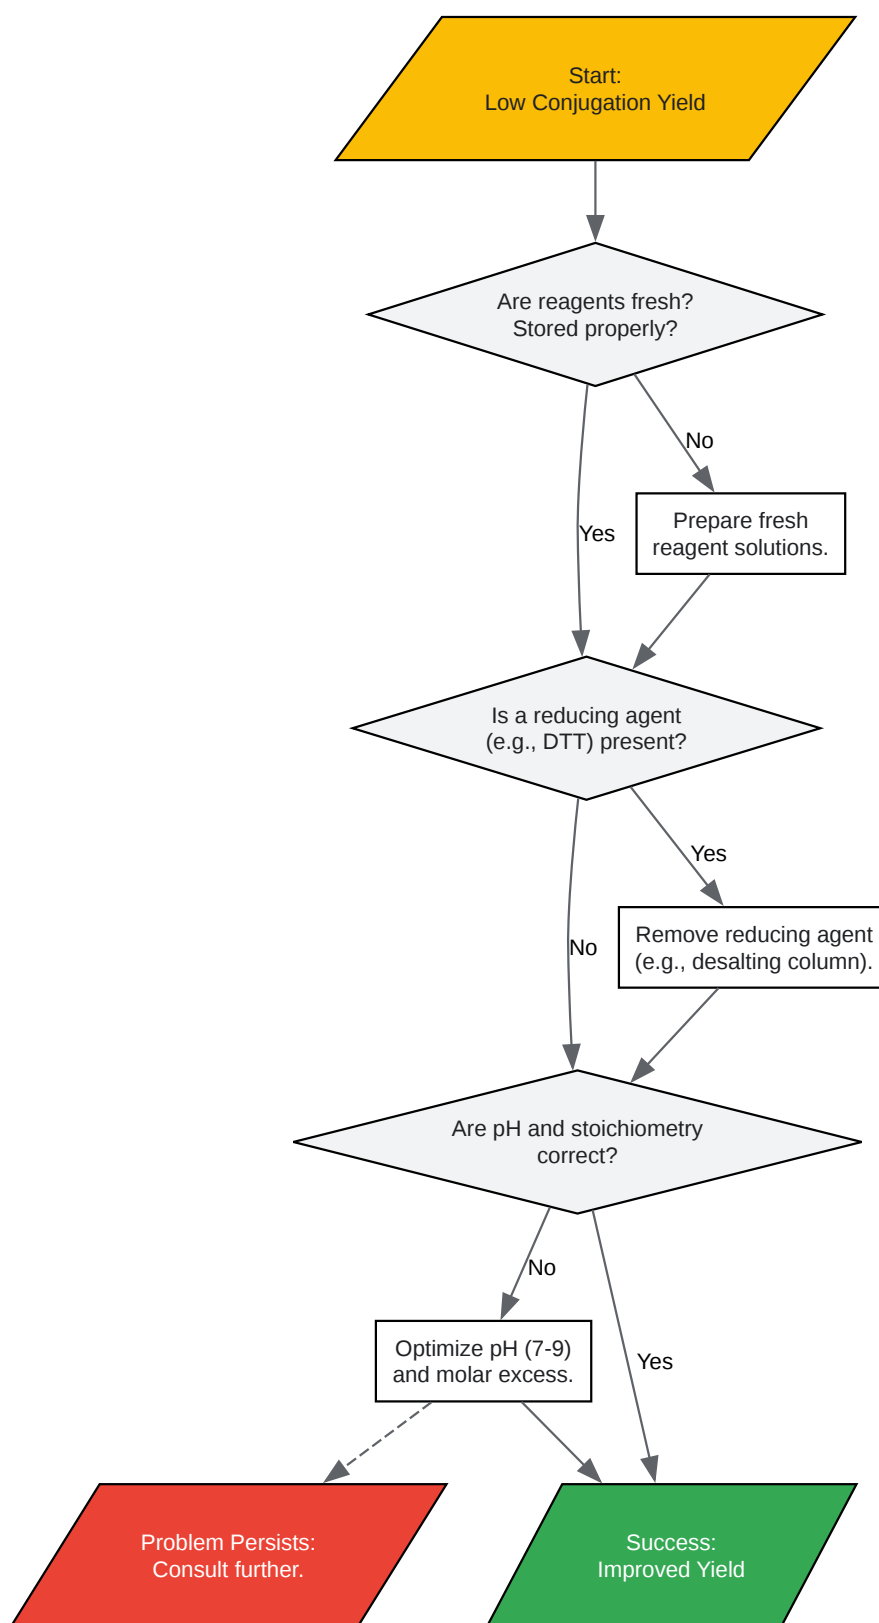 Start:
Low Conjugation Yield
Are reagents fresh?
Stored properly?
No
Yes
Prepare fresh
reagent solutions.
Is a reducing agent
(e.g., DTT) present?
Yes
No
Remove reducing agent
(e.g., desalting column).
Are pH and stoichiometry
correct?
No
Yes
Optimize pH (7-9)
and molar excess.
Problem Persists:
Consult further.
Success:
Improved Yield